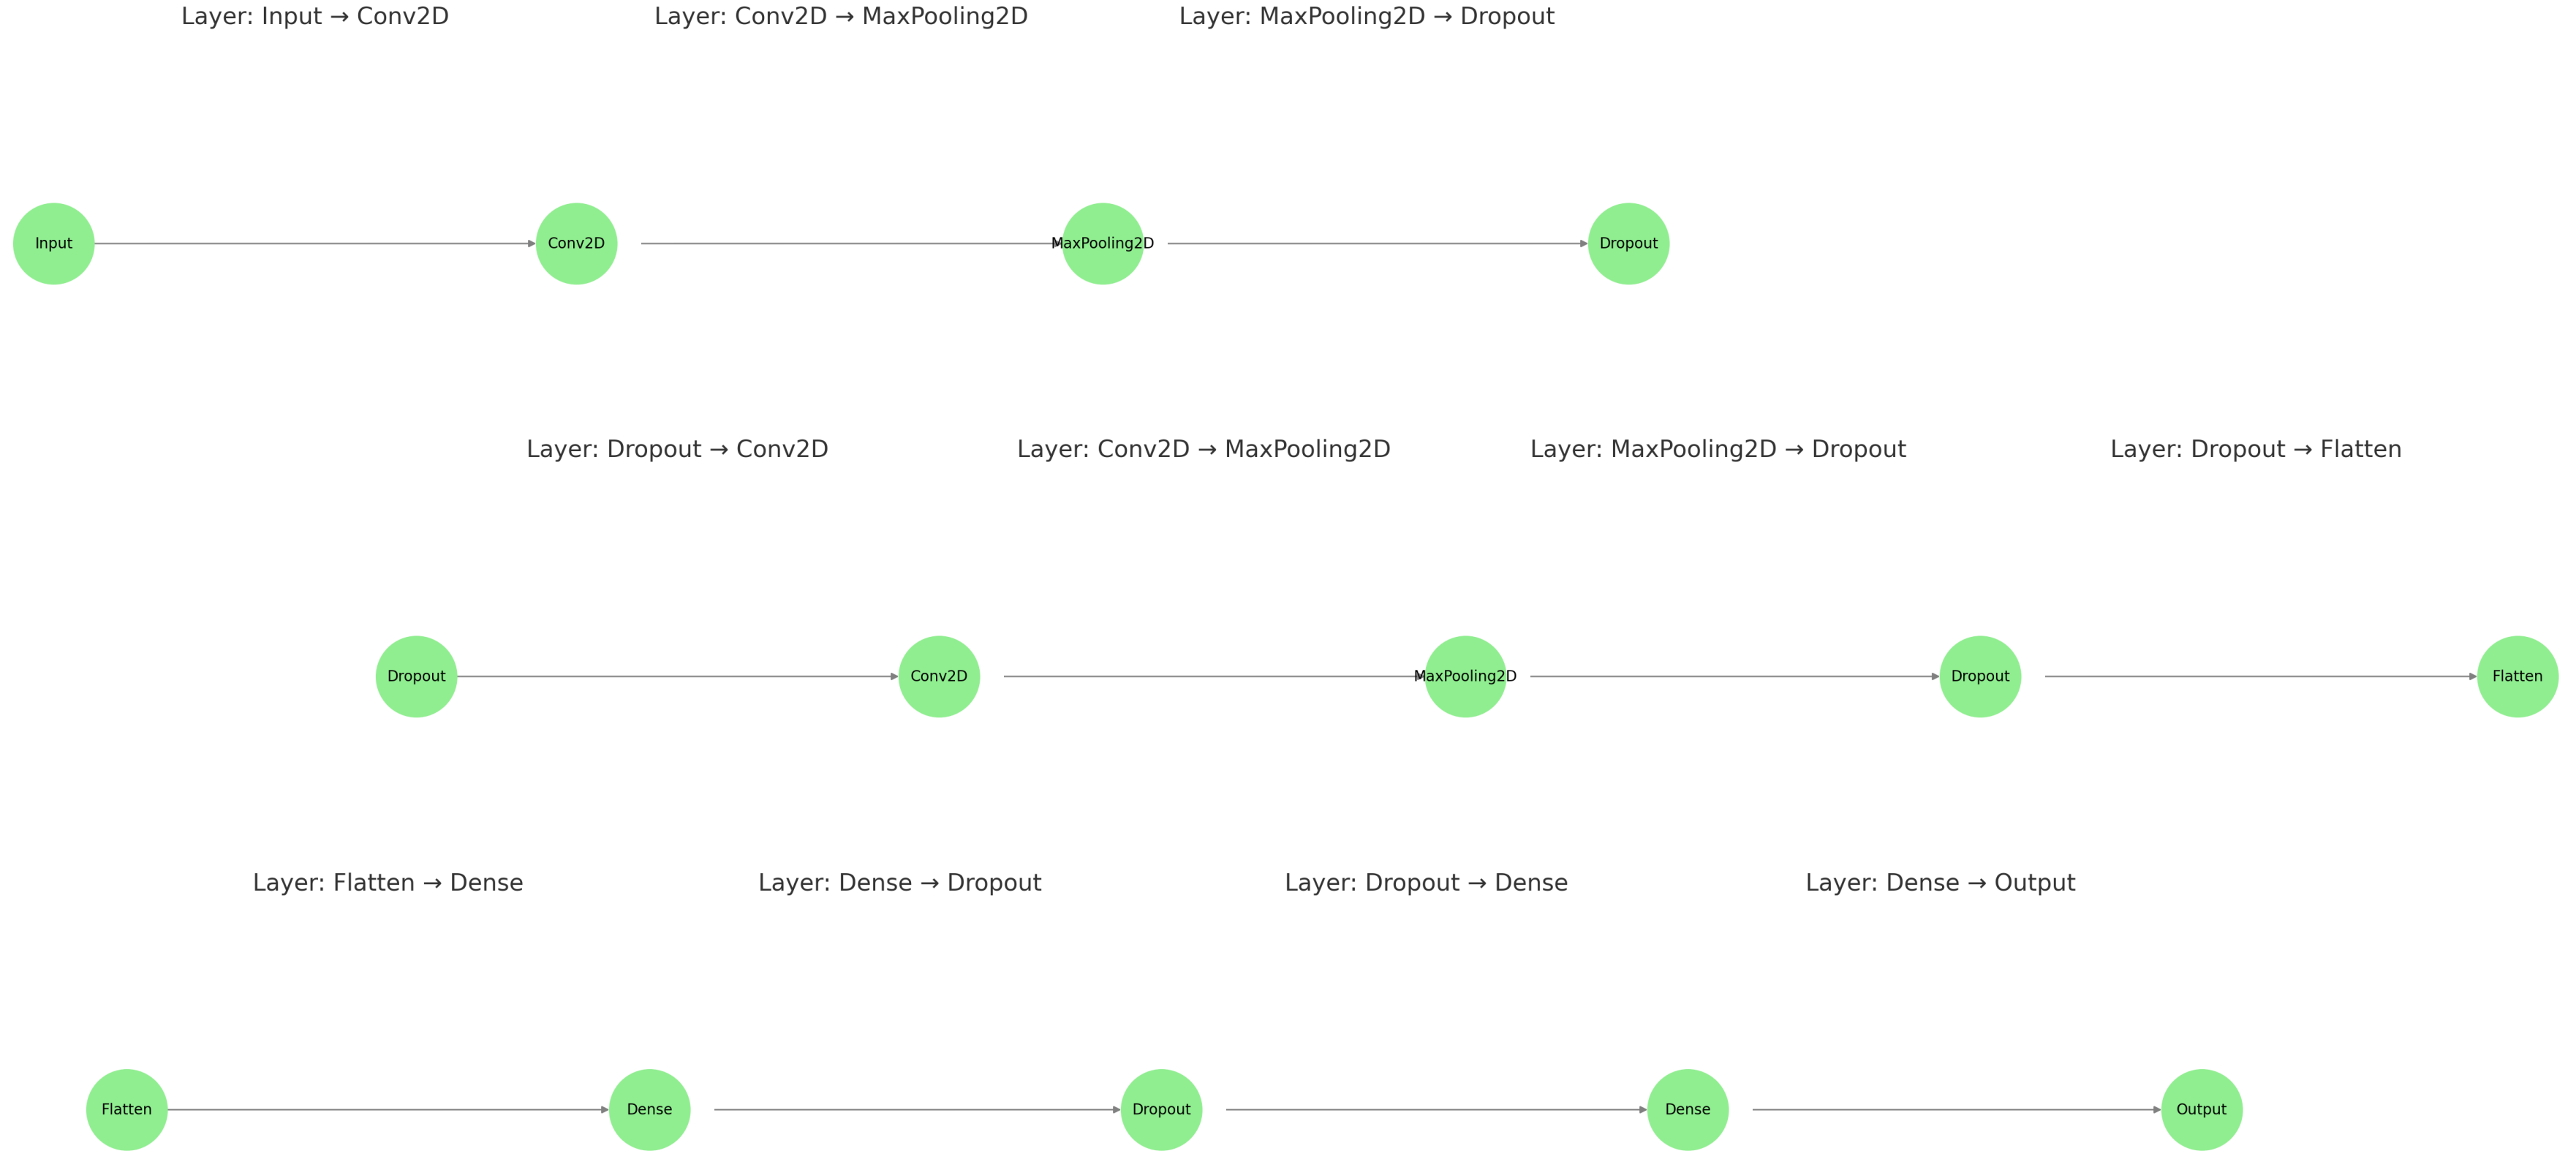 Layer: Input → Conv2D
Layer: Conv2D → MaxPooling2D
Layer: MaxPooling2D → Dropout
Input
Conv2D
MaxPooling2D
Dropout
Layer: Dropout → Conv2D
Layer: Conv2D → MaxPooling2D
Layer: MaxPooling2D → Dropout
Layer: Dropout → Flatten
Dropout
Conv2D
MaxPooling2D
Dropout
Flatten
Layer: Flatten → Dense
Layer: Dense → Dropout
Layer: Dropout → Dense
Layer: Dense → Output
Flatten
Dense
Dropout
Dense
Output